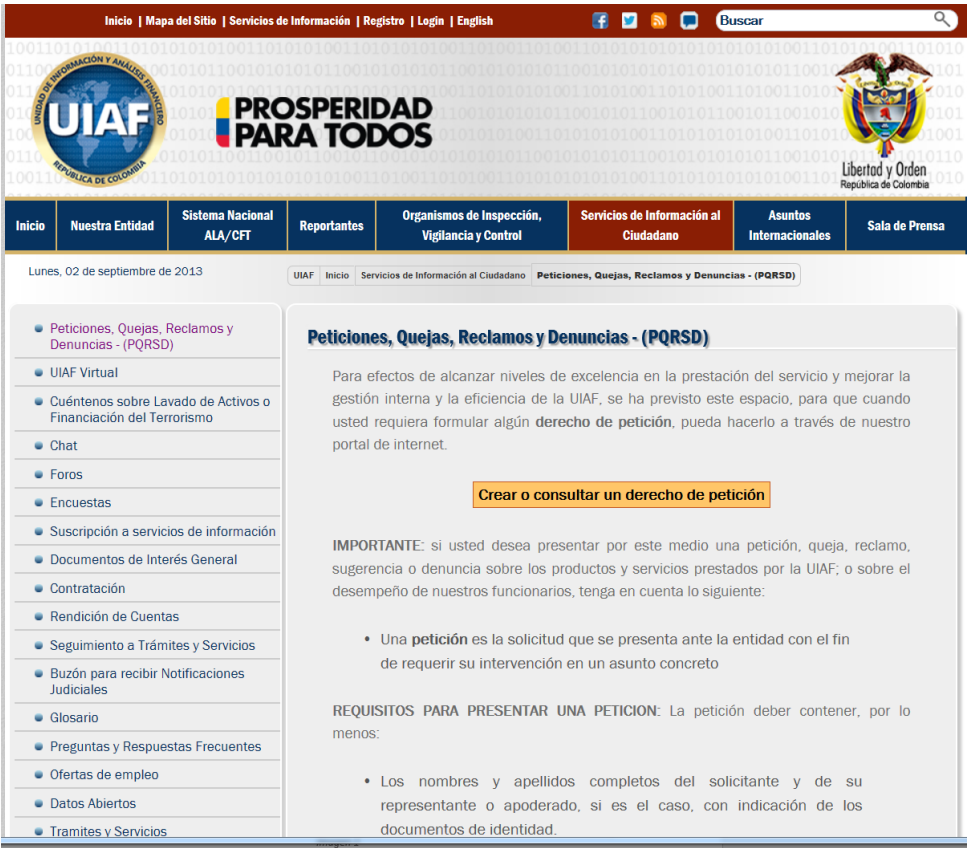 Inicio | Mapa del Sitio | Servicios de Información | Registro | Login | English
Buscar
UNIDAD DE INFORMACIÓN Y ANÁLISIS FINANCIERO
UIAF
REPUBLICA DE COLOMBIA
PROSPERIDAD
PARA TODOS
Libertad y Orden
República de Colombia
Inicio
Nuestra Entidad
Sistema Nacional
ALA/CFT
Reportantes
Organismos de Inspección,
Vigilancia y Control
Servicios de Información al
Ciudadano
Asuntos
Internacionales
Sala de Prensa
Lunes, 02 de septiembre de 2013
UIAF Inicio Servicios de Información al Ciudadano Peticiones, Quejas, Reclamos y Denuncias - (PQRSD)
Peticiones, Quejas, Reclamos y
Denuncias - (PQRSD)
UIAF Virtual
Cuéntenos sobre Lavado de Activos o
Financiación del Terrorismo
Chat
Foros
Encuestas
Suscripción a servicios de información
Documentos de Interés General
Contratación
Rendición de Cuentas
Seguimiento a Trámites y Servicios
Buzón para recibir Notificaciones
Judiciales
Glosario
Preguntas y Respuestas Frecuentes
Ofertas de empleo
Datos Abiertos
Tramites y Servicios
Peticiones, Quejas, Reclamos y Denuncias - (PQRSD)
Para efectos de alcanzar niveles de excelencia en la prestación del servicio y mejorar la
gestión interna y la eficiencia de la UIAF, se ha previsto este espacio, para que cuando
usted requiera formular algún derecho de petición, pueda hacerlo a través de nuestro
portal de internet.
Crear o consultar un derecho de petición
IMPORTANTE: si usted desea presentar por este medio una petición, queja, reclamo,
sugerencia o denuncia sobre los productos y servicios prestados por la UIAF; o sobre el
desempeño de nuestros funcionarios, tenga en cuenta lo siguiente:
• Una petición es la solicitud que se presenta ante la entidad con el fin
de requerir su intervención en un asunto concreto
REQUISITOS PARA PRESENTAR UNA PETICION: La petición deber contener, por lo
menos:
• Los nombres y apellidos completos del solicitante y de su
representante o apoderado, si es el caso, con indicación de los
documentos de identidad.